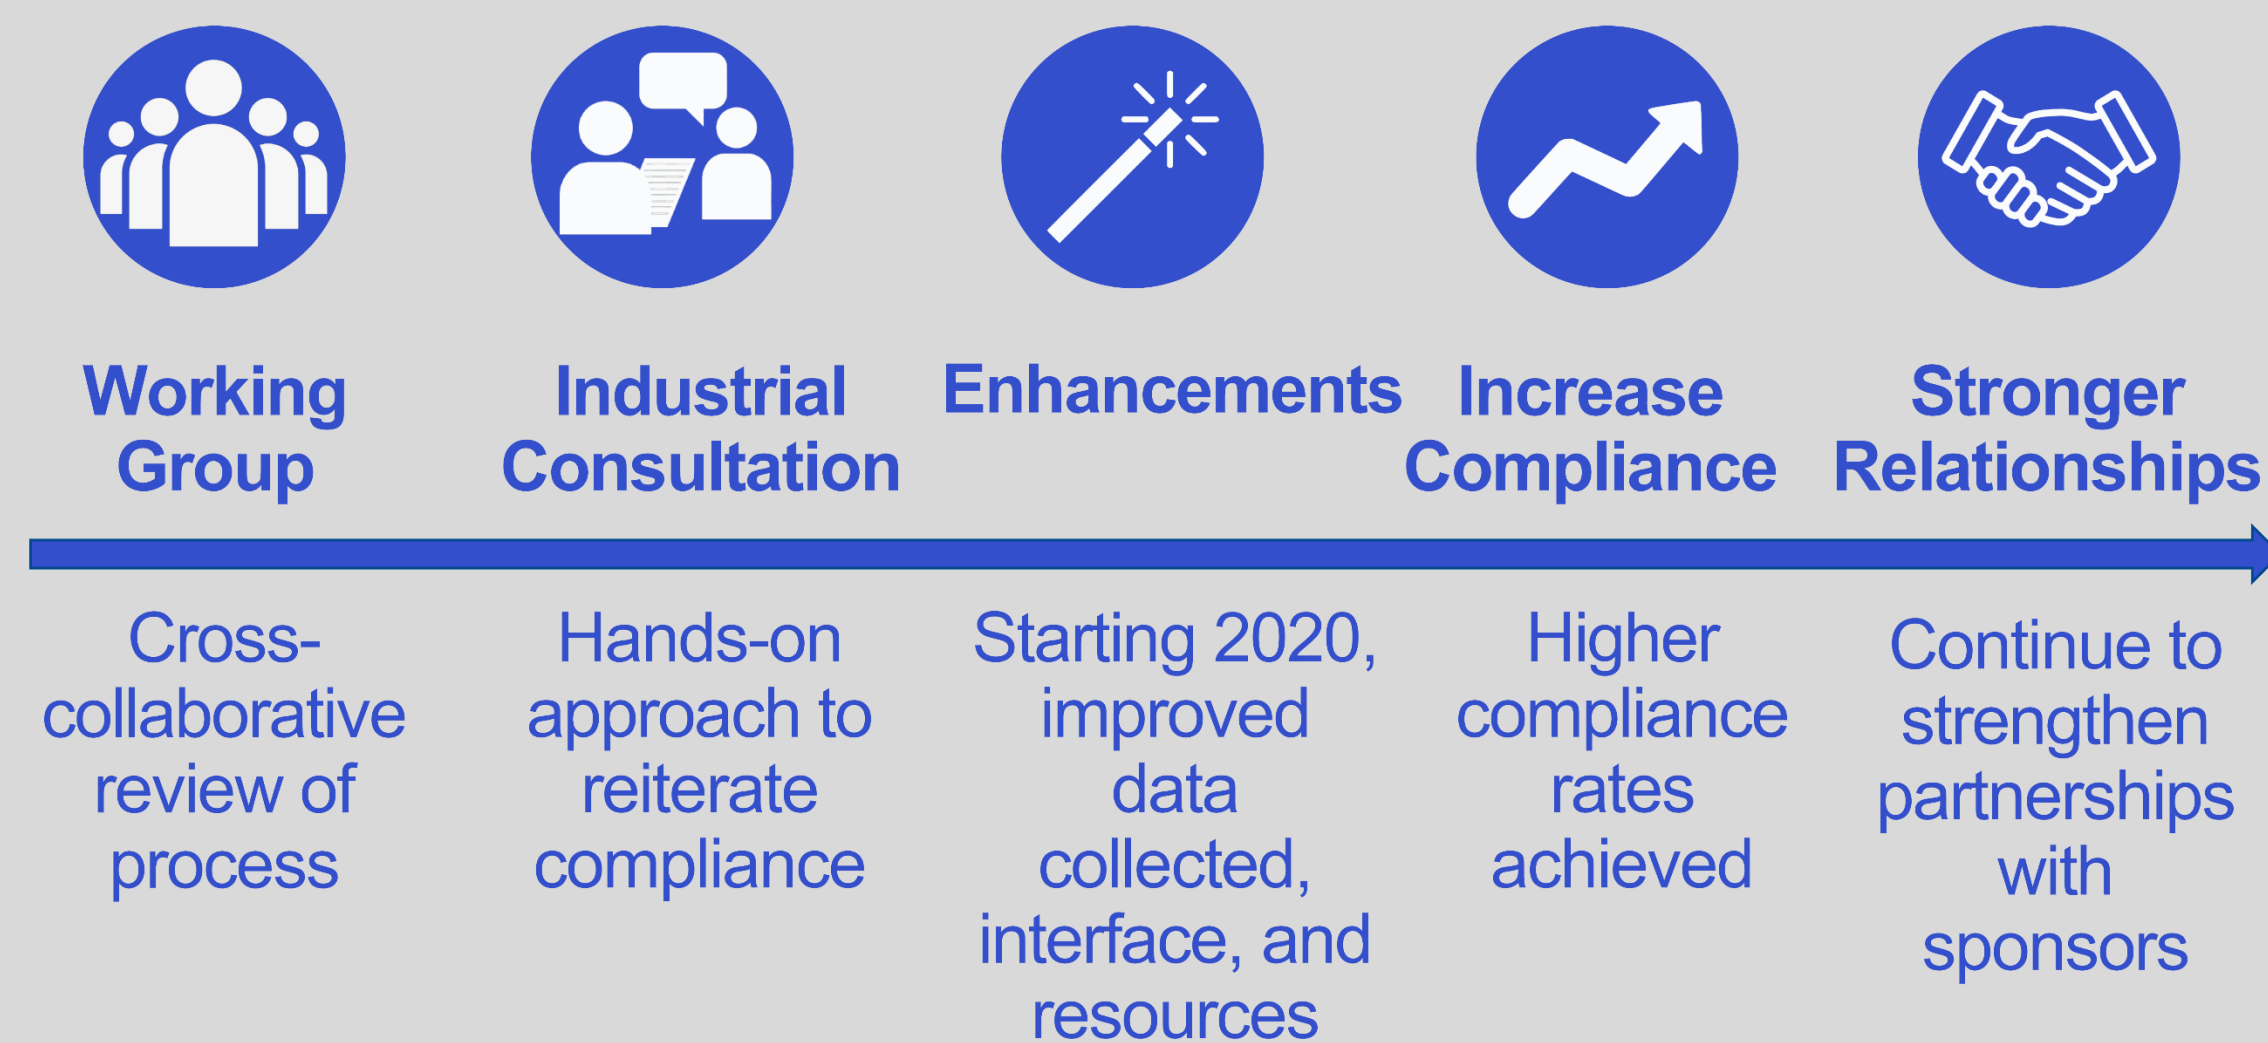 Working
Group
Industrial
Consultation
Enhancements
Increase
Compliance
Stronger
Relationships
Cross-
collaborative
review of
process
Hands-on
approach to
reiterate
compliance
Starting 2020,
improved
data
collected,
interface, and
resources
Higher
compliance
rates
achieved
Continue to
strengthen
partnerships
with
sponsors